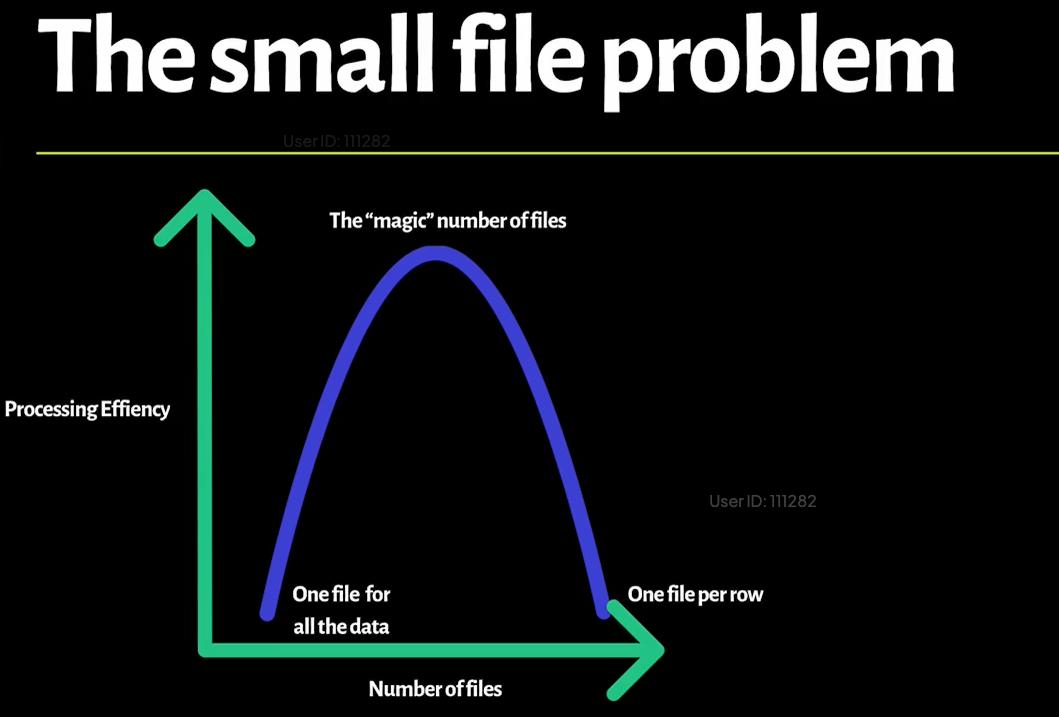 The small file problem
User ID: 111282
The “magic” number of files
Processing Effiency
User ID: 111282
One file for
all the data
One file per row
Number of files